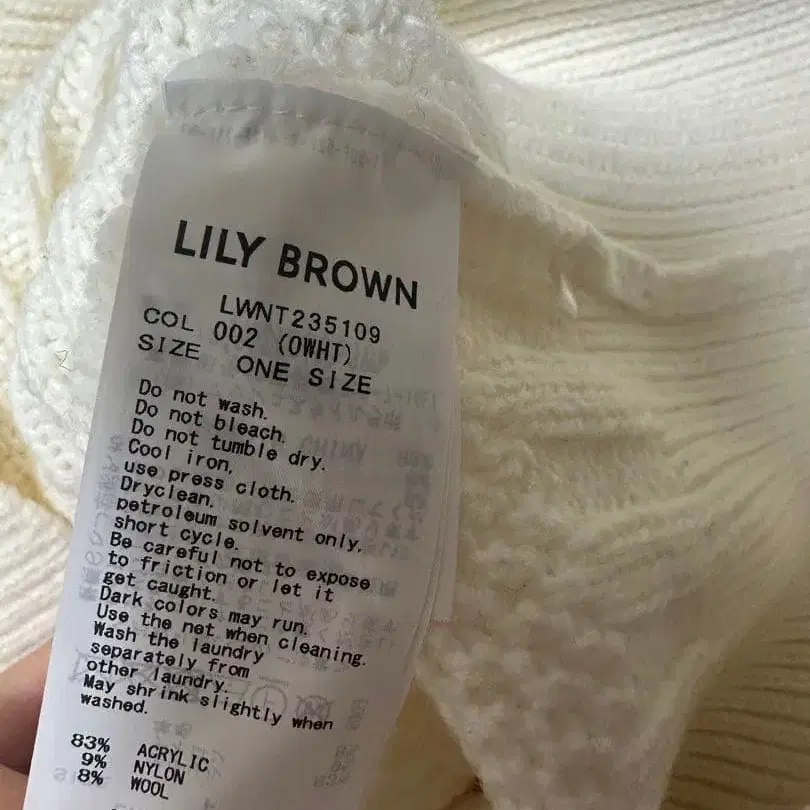 LILY BROWN
LWNT235109
COL 002 (OWHT)
SIZE ONE SIZE
Do not wash.
Do not bleach.
Do not tumble dry.
Cool iron,
use press cloth.
Dryclean.
petroleum solvent only,
short cycle.
Be careful not to expose
to friction or let it
get caught.
Dark colors may run.
Use the net when cleaning.
Wash the laundry
separately from
other laundry.
May shrink slightly when
washed.
83% ACRYLIC
9% NYLON
8% WOOL